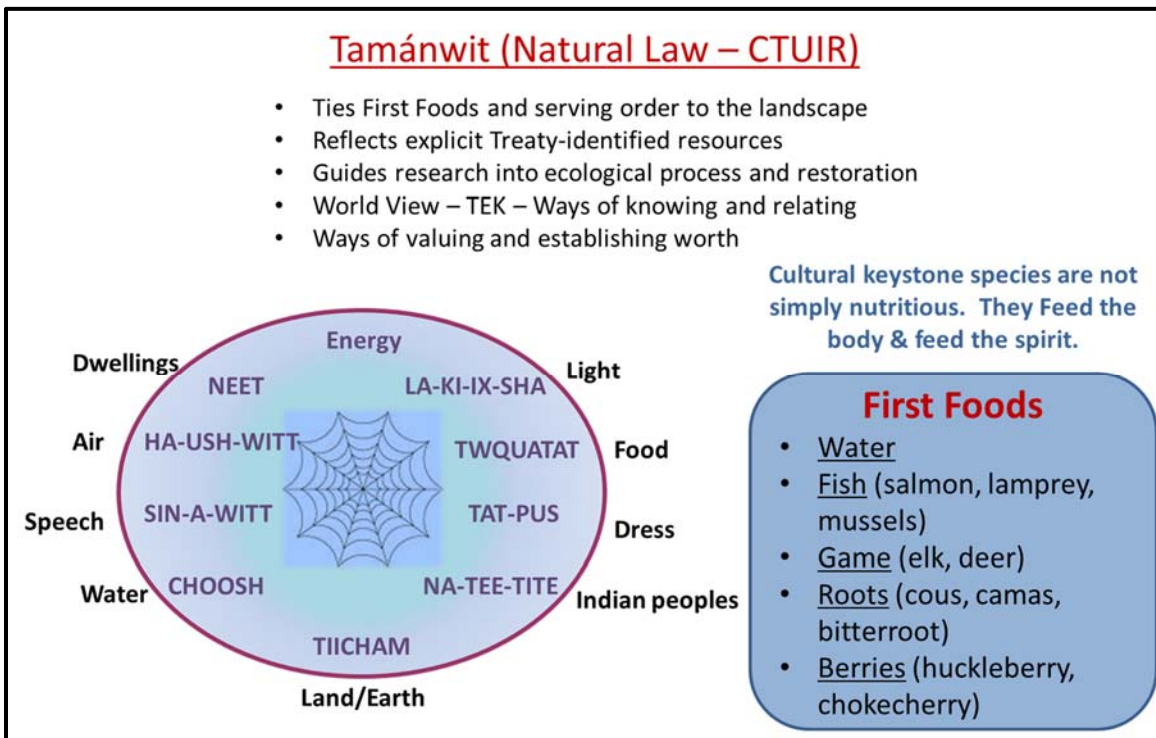 Tamánwit (Natural Law – CTUIR)
• Ties First Foods and serving order to the landscape
• Reflects explicit Treaty-identified resources
• Guides research into ecological process and restoration
• World View – TEK – Ways of knowing and relating
• Ways of valuing and establishing worth
Cultural keystone species are not
simply nutritious.  They Feed the
body & feed the spirit.
Energy
Dwellings
NEET
LA-KI-IX-SHA
Light
Air
HA-USH-WITT
TWQUATAT
Food
Speech
SIN-A-WITT
TAT-PUS
Dress
Water
CHOOSH
NA-TEE-TITE
Indian peoples
TIICHAM
Land/Earth
First Foods
• Water
• Fish (salmon, lamprey,
mussels)
• Game (elk, deer)
• Roots (cous, camas,
bitterroot)
• Berries (huckleberry,
chokecherry)